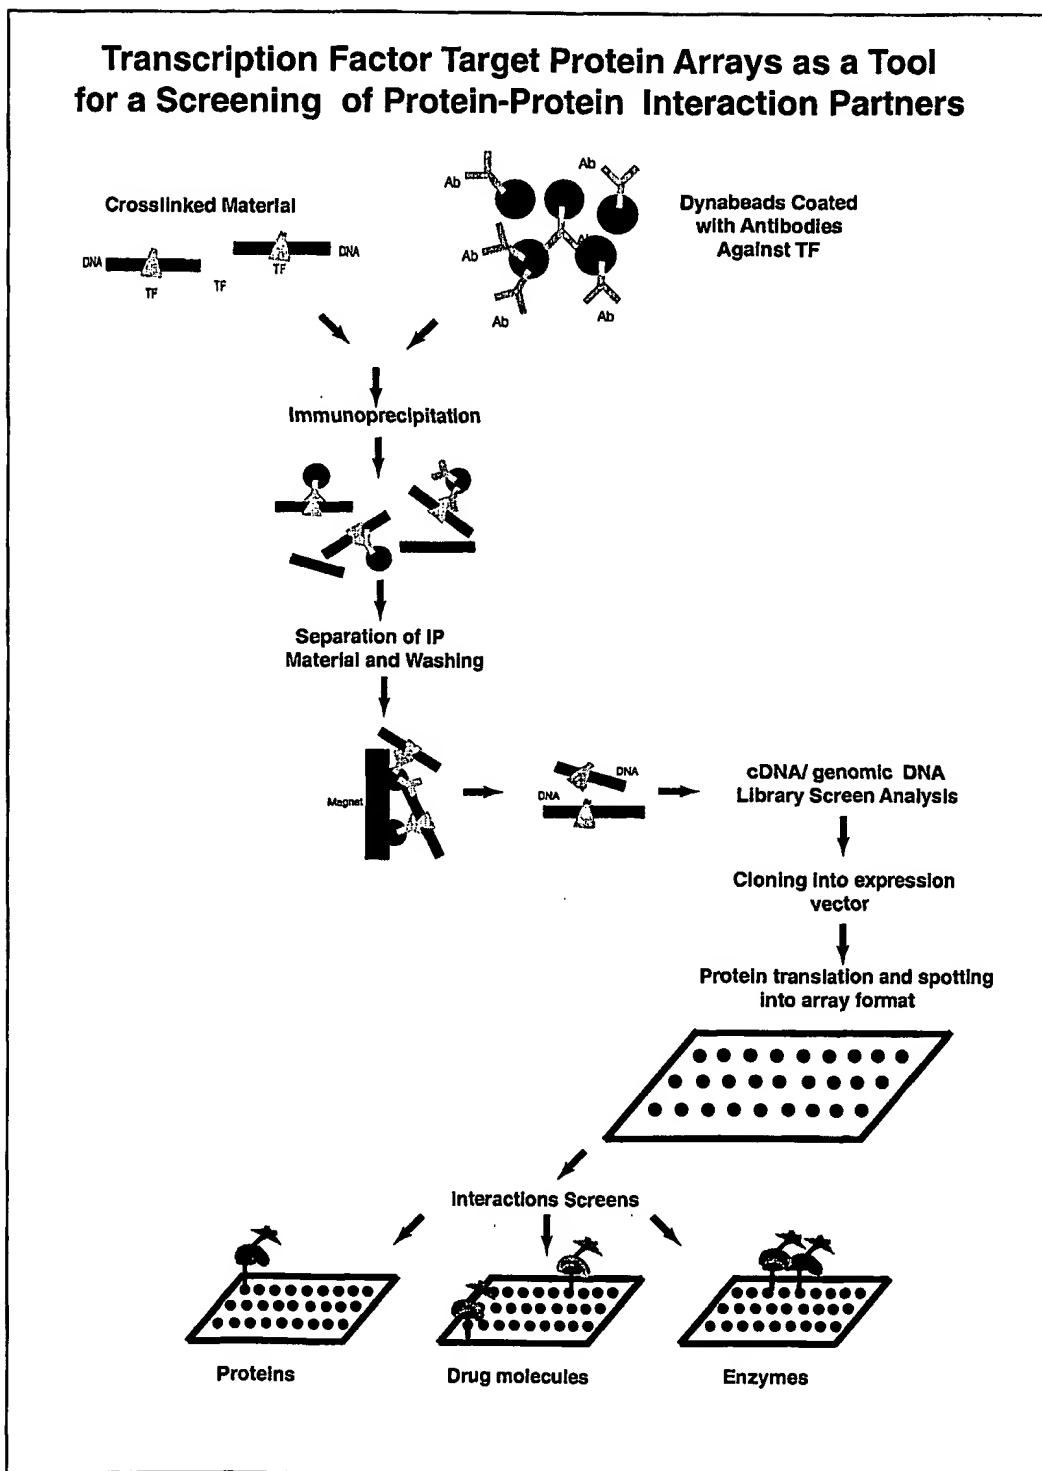 Transcription Factor Target Protein Arrays as a Tool
for a Screening of Protein-Protein Interaction Partners
Crosslinked Material
DNA
TF
TF
TF
DNA
Ab
Ab
Ab
Ab
Ab
Ab
Dynabeads Coated
with Antibodies
Against TF
Immunoprecipitation
Separation of IP
Material and Washing
Magnet
DNA
DNA
cDNA/ genomic DNA
Library Screen Analysis
Cloning into expression
vector
Protein translation and spotting
into array format
Interactions Screens
Proteins
Drug molecules
Enzymes